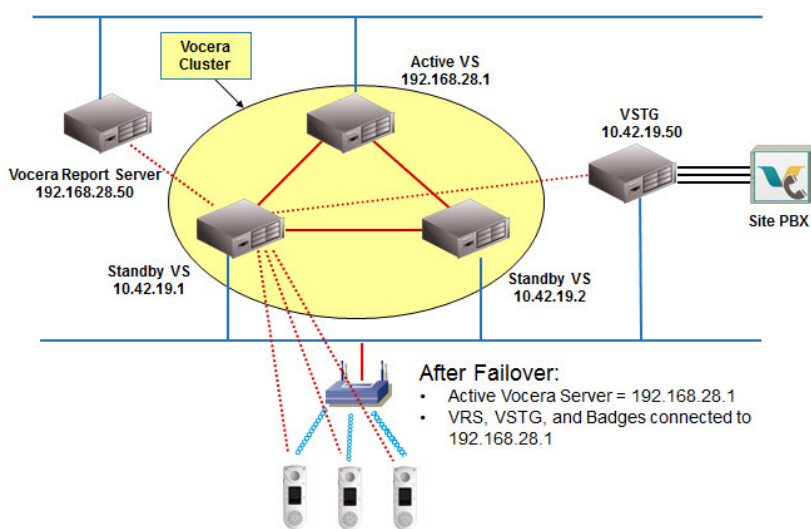 Vocera
Cluster
Active VS
192.168.28.1
VSTG
10.42.19.50
Vocera Report Server
192.168.28.50
Site PBX
Standby VS
10.42.19.1
Standby VS
10.42.19.2
After Failover:
• Active Vocera Server = 192.168.28.1
• VRS, VSTG, and Badges connected to
192.168.28.1